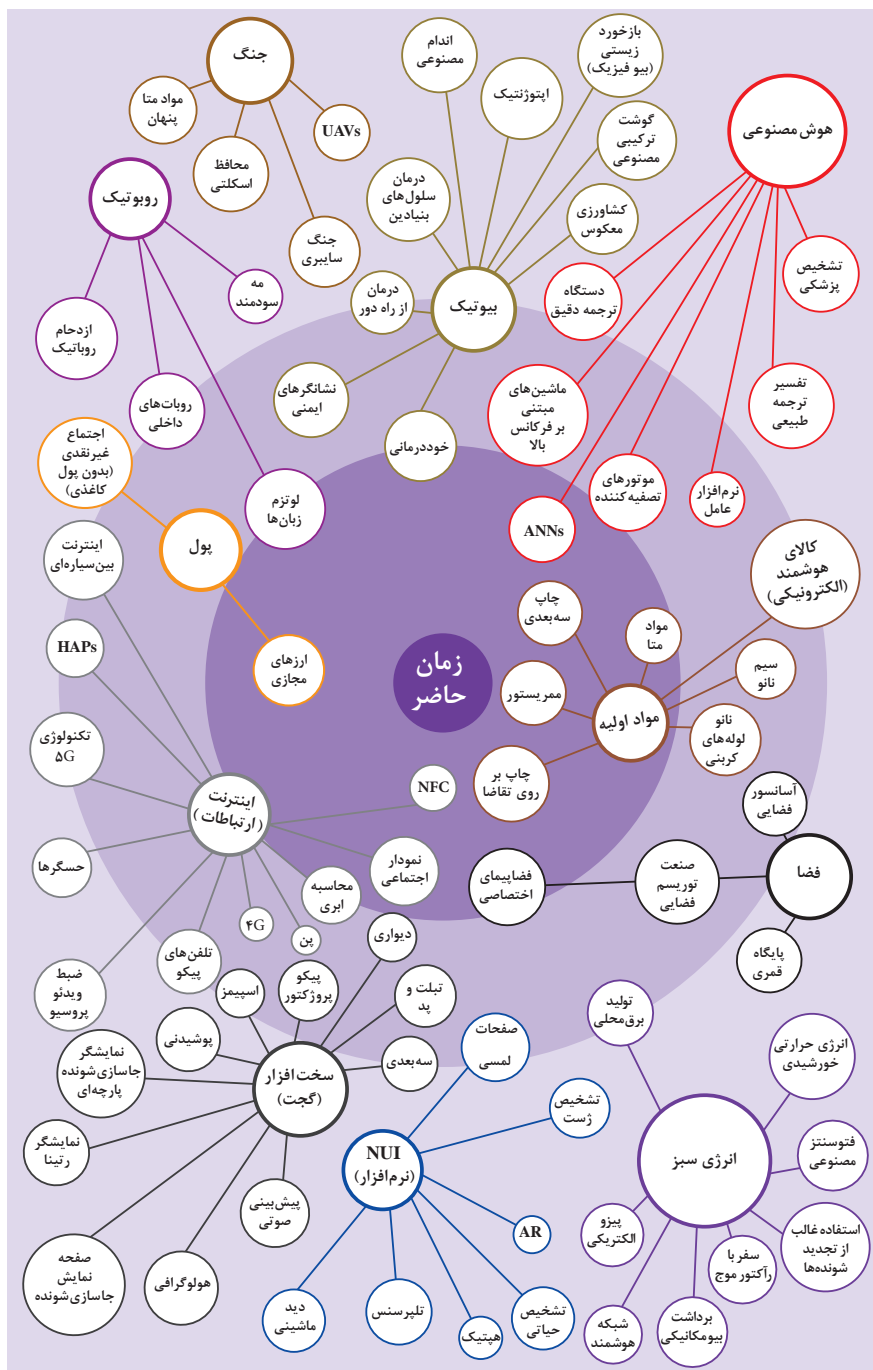 جنگ
مواد متا
پنهان
محافظ
اسکلتی
جنگ
سایبری
UAVs
روبوتیک
ازدحام
روباتیک
روبات‌های
داخلی
لوتزم
زبان‌ها
مه
سودمند
بیوتیک
اندام
مصنوعی
اپتوژنتیک
بازخورد
زیستی
(بیو فیزیک)
گوشت
ترکیبی
مصنوعی
کشاورزی
معکوس
درمان
سلول‌های
بنیادین
درمان
از راه دور
نشانگرهای
ایمنی
خوددرمانی
هوش مصنوعی
تشخیص
پزشکی
تفسیر
ترجمه
طبیعی
نرم‌افزار
عامل
موتورهای
تصفیه‌کننده
ANNs
ماشین‌های
مبتنی
بر فرکانس
بالا
دستگاه
ترجمه دقیق
پول
اجتماع
غیرنقدی
(بدون پول
کاغذی)
ارزهای
مجازی
زمان
حاضر
مواد اولیه
کالای
هوشمند
(الکترونیکی)
سیم
نانو
نانو
لوله‌های
کربنی
مواد
متا
چاپ
سه‌بعدی
ممریستور
چاپ بر
روی تقاضا
اینترنت
(ارتباطات)
اینترنت
بین‌سیاره‌ای
HAPs
تکنولوژی
۵G
حسگرها
ضبط
ویدئو
پروسیو
تلفن‌های
پیکو
۴G
پن
محاسبه
ابری
نمودار
اجتماعی
NFC
فضا
آسانسور
فضایی
صنعت
توریسم
فضایی
فضاپیمای
اختصاصی
پایگاه
قمری
سخت‌افزار
(گجت)
دیواری
پیکو
پروژکتور
اسپیمز
تبلت و
پد
سه‌بعدی
پوشیدنی
نمایشگر
جاسازی‌شونده
پارچه‌ای
نمایشگر
رتینا
صفحه
نمایش
جاسازی‌شونده
هولوگرافی
پیش‌بینی
صوتی
NUI
(نرم‌افزار)
صفحات
لمسی
تشخیص
ژست
AR
تشخیص
حیاتی
هپتیک
تلپرسنس
دید
ماشینی
انرژی سبز
تولید
برق‌محلی
انرژی حرارتی
خورشیدی
فتوسنتز
مصنوعی
استفاده غالب
از تجدید
شونده‌ها
سفر با
رآکتور موج
برداشت
بیومکانیکی
شبکه
هوشمند
پیزو
الکتریکی